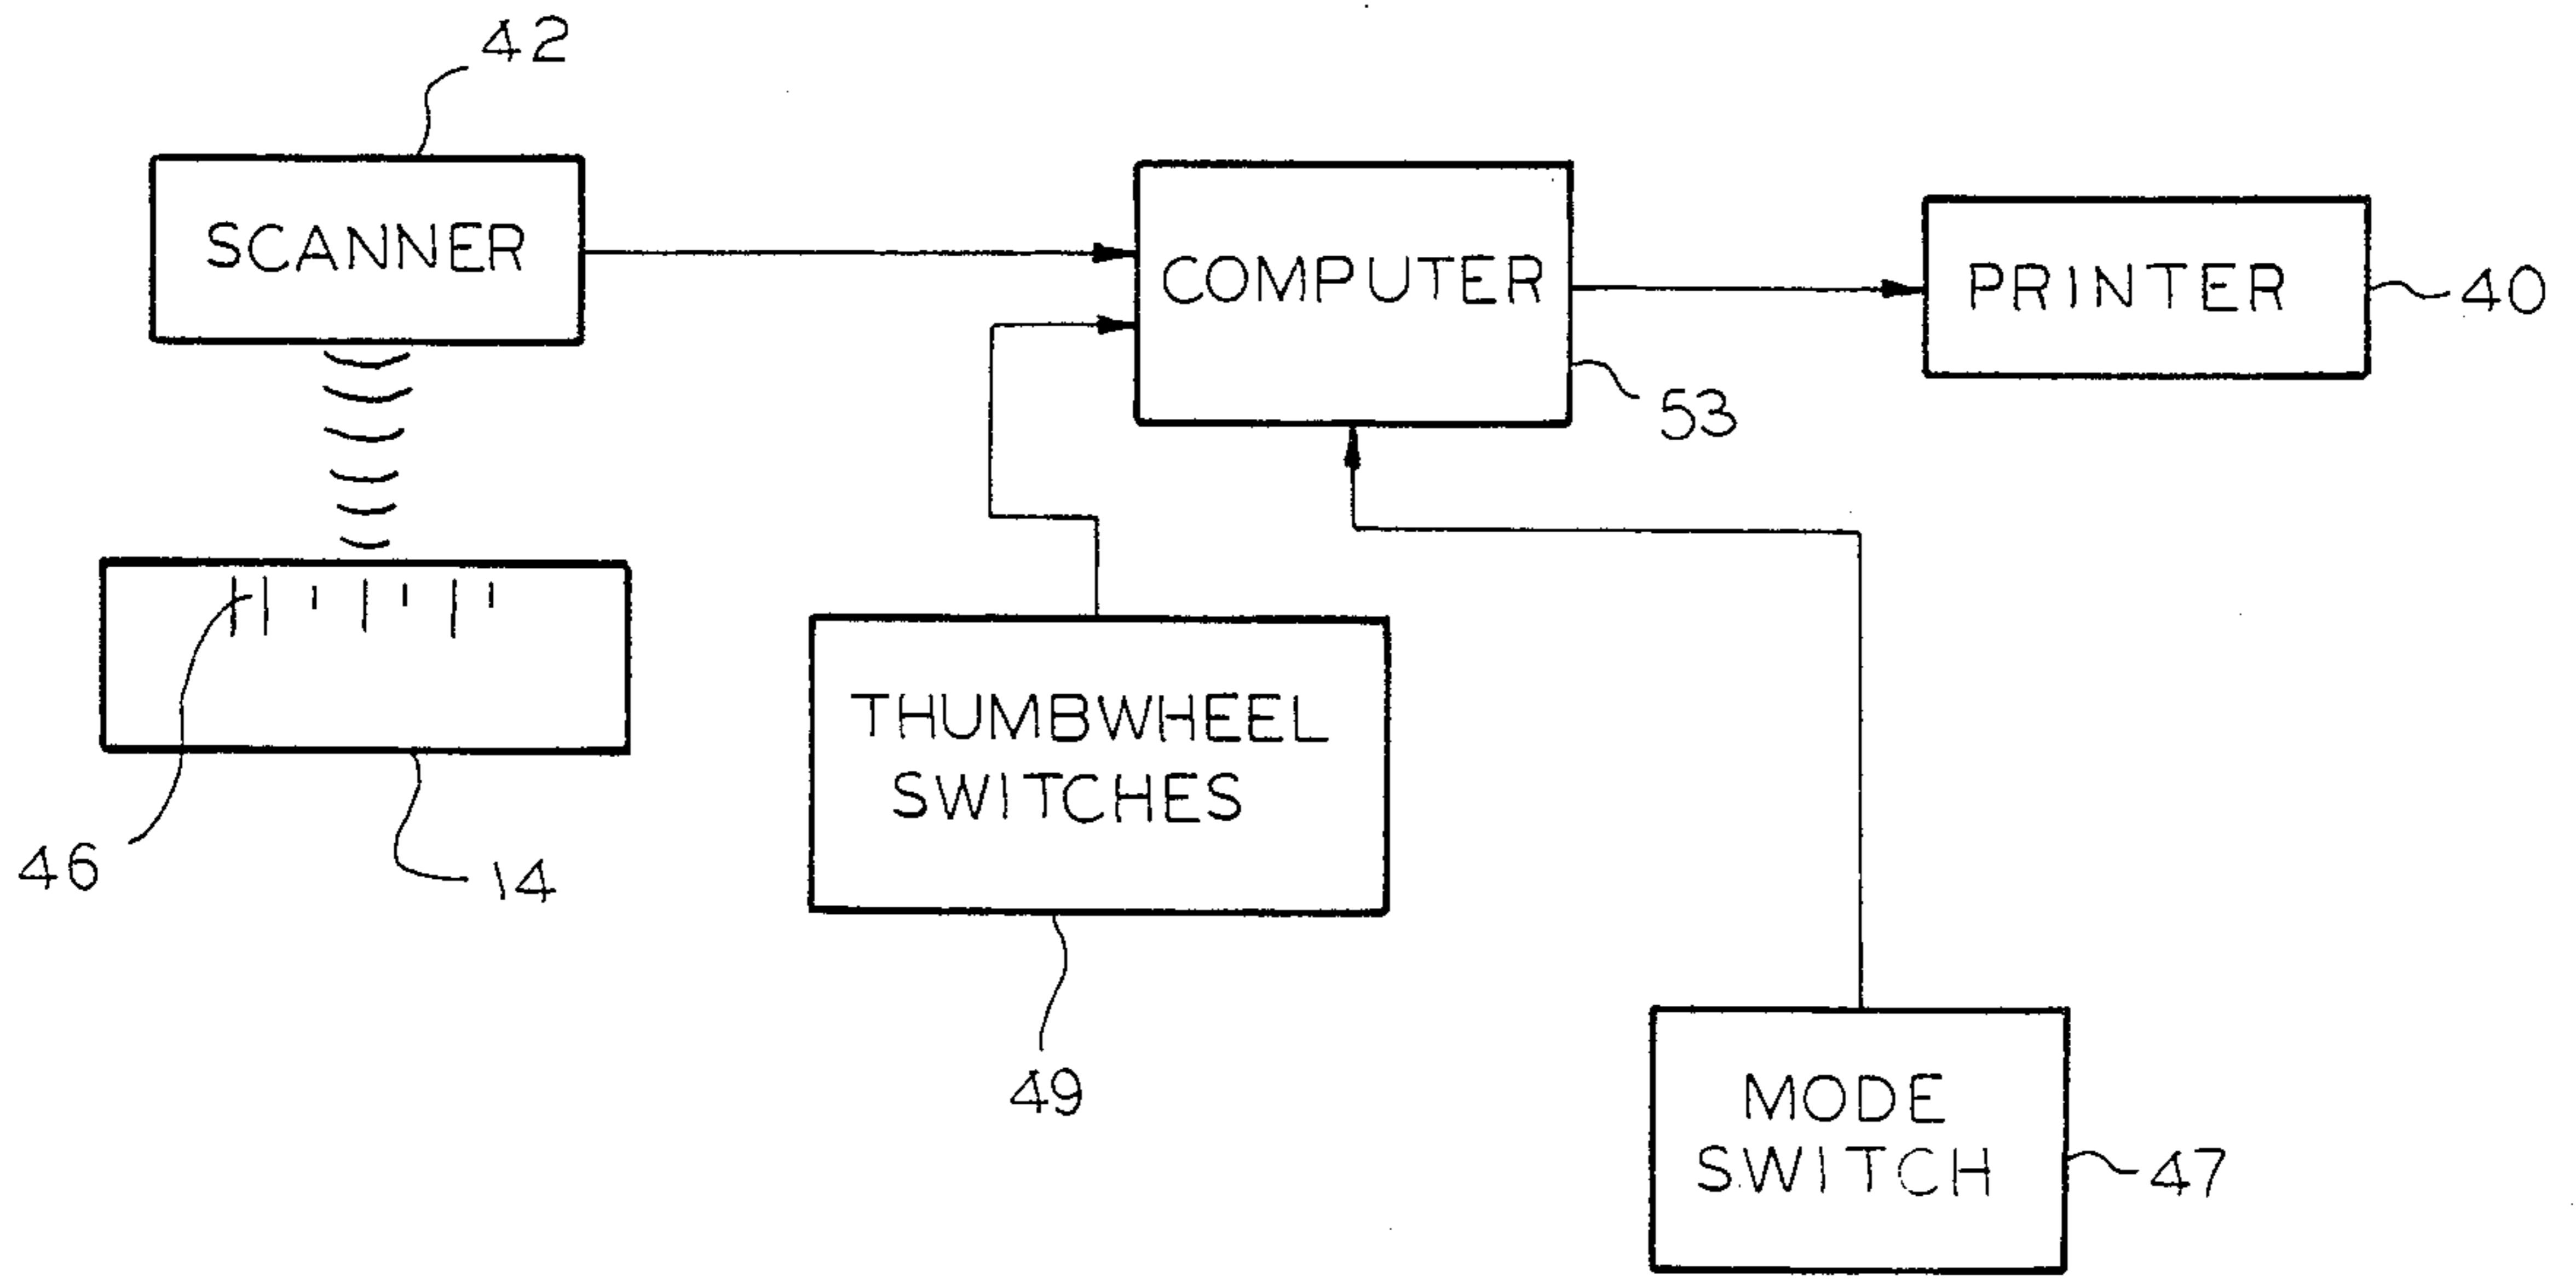 42
SCANNER
COMPUTER
PRINTER
40
53
46
14
THUMBWHEEL
SWITCHES
49
MODE
SWITCH
47